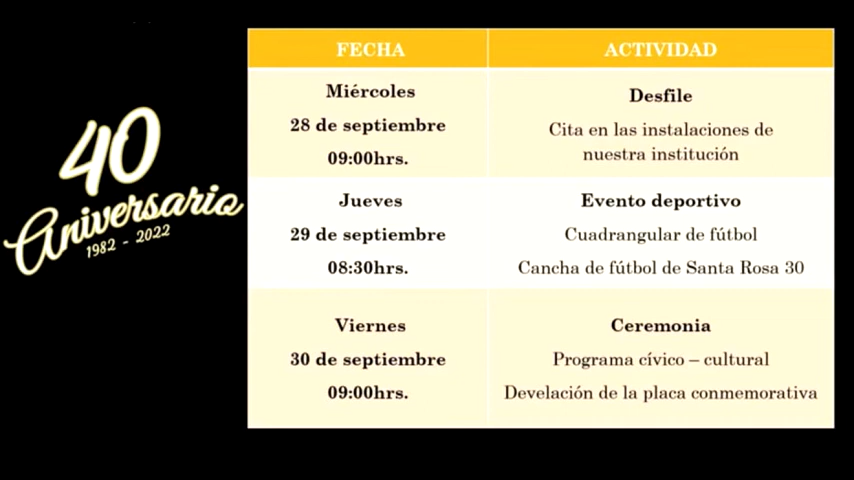 40
Aniversario
1982 - 2022
FECHA
ACTIVIDAD
Miércoles
28 de septiembre
09:00hrs.
Desfile
Cita en las instalaciones de
nuestra institución
Jueves
29 de septiembre
08:30hrs.
Evento deportivo
Cuadrangular de fútbol
Cancha de fútbol de Santa Rosa 30
Viernes
30 de septiembre
09:00hrs.
Ceremonia
Programa cívico – cultural
Develación de la placa conmemorativa